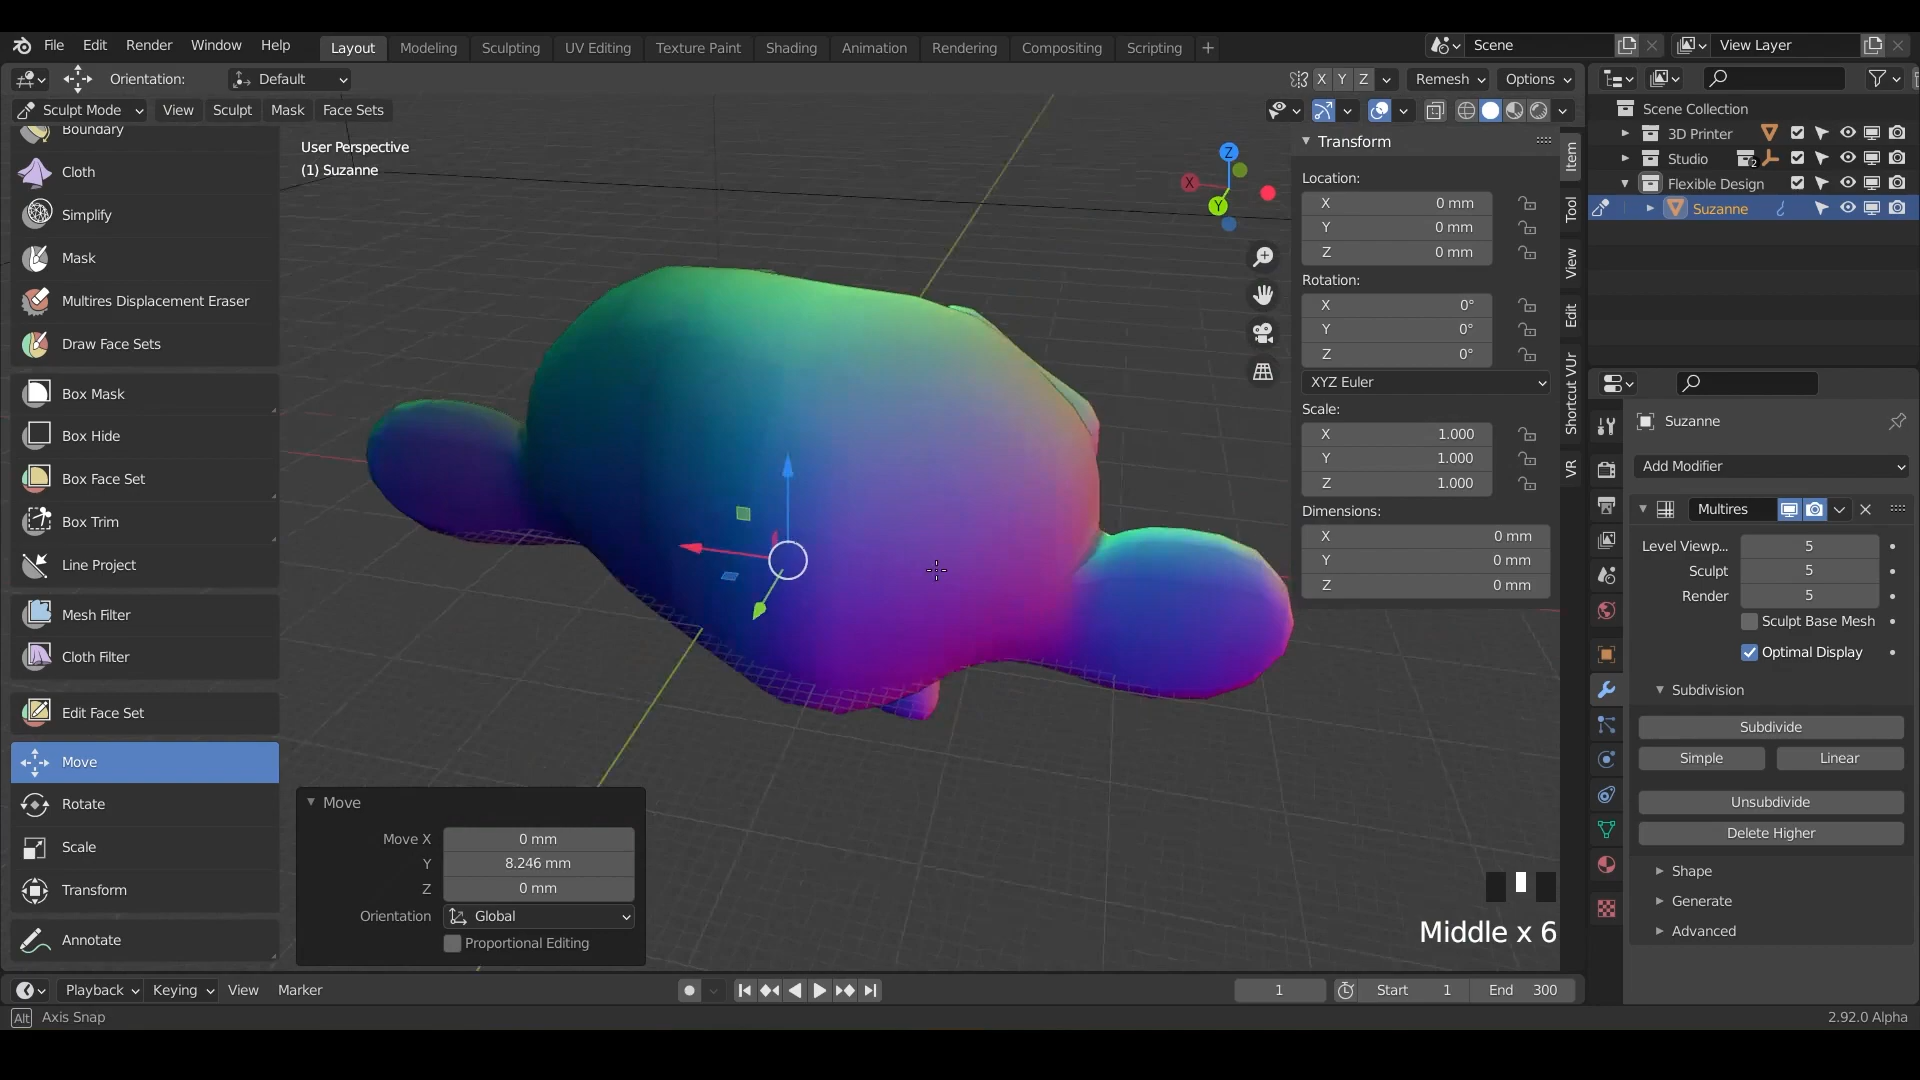 File Edit Render Window Help Layout Modeling Sculpting UV Editing Texture Paint Shading Animation Rendering Compositing Scripting + Scene View Layer
Orientation: Default X Y Z Remesh Options
Sculpt Mode View Sculpt Mask Face Sets
Boundary
Cloth
Simplify
Mask
Multires Displacement Eraser
Draw Face Sets
Box Mask
Box Hide
Box Face Set
Box Trim
Line Project
Mesh Filter
Cloth Filter
Edit Face Set
Move
Rotate
Scale
Transform
Annotate
User Perspective
(1) Suzanne
Z
X
Y
Move
Move X 0 mm
Y 8.246 mm
Z 0 mm
Orientation Global
Proportional Editing
Transform
Location:
X 0 mm
Y 0 mm
Z 0 mm
Rotation:
X 0°
Y 0°
Z 0°
XYZ Euler
Scale:
X 1.000
Y 1.000
Z 1.000
Dimensions:
X 0 mm
Y 0 mm
Z 0 mm
Item
Tool
View
Edit
Shortcut VUr
VR
Middle x 6
Scene Collection
3D Printer
Studio 2
Flexible Design
Suzanne
Suzanne
Add Modifier
Multires
Level Viewp... 5
Sculpt 5
Render 5
Sculpt Base Mesh
Optimal Display
Subdivision
Subdivide
Simple Linear
Unsubdivide
Delete Higher
Shape
Generate
Advanced
Playback Keying View Marker 1 Start 1 End 300
Alt Axis Snap 2.92.0 Alpha